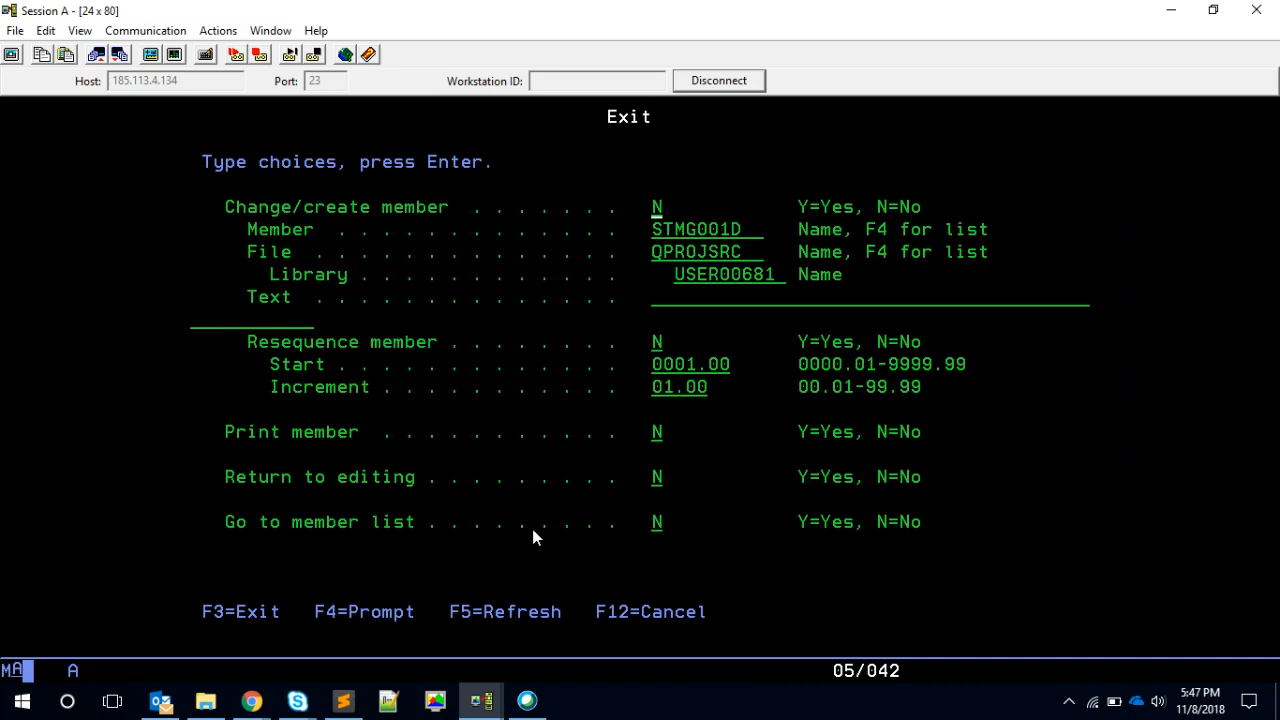 Session A - [24 x 80]
File Edit View Communication Actions Window Help
Host: 185.113.4.134 Port: 23 Workstation ID: Disconnect
Exit
Type choices, press Enter.
Change/create member . . . . . . . N Y=Yes, N=No
Member . . . . . . . . . . . . . STMG001D Name, F4 for list
File . . . . . . . . . . . . . . QPROJSRC Name, F4 for list
Library . . . . . . . . . . . . USER00681 Name
Text . . . . . . . . . . . . . .
Resequence member . . . . . . . . N Y=Yes, N=No
Start . . . . . . . . . . . . . 0001.00 0000.01-9999.99
Increment . . . . . . . . . . . 01.00 00.01-99.99
Print member . . . . . . . . . . . N Y=Yes, N=No
Return to editing . . . . . . . . . N Y=Yes, N=No
Go to member list . . . . . . . . . N Y=Yes, N=No
F3=Exit F4=Prompt F5=Refresh F12=Cancel
MA A 05/042
5:47 PM
11/8/2018